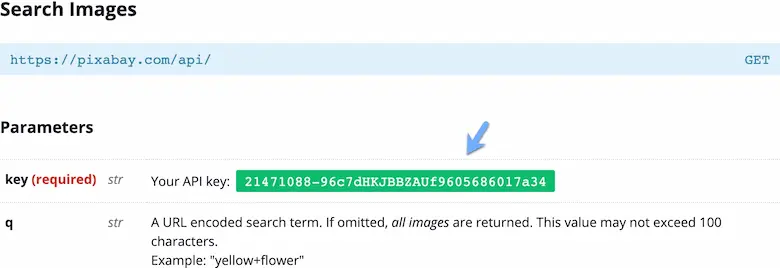 Search Images
https://pixabay.com/api/ GET
Parameters
key (required) str Your API key: 21471088-96c7dHKJBBZAUf9605686017a34
q str A URL encoded search term. If omitted, all images are returned. This value may not exceed 100
characters.
Example: "yellow+flower"